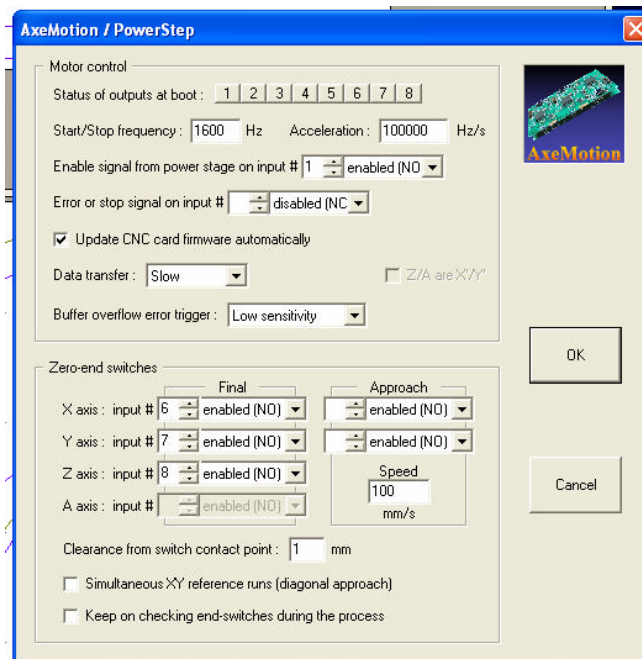 AxeMotion / PowerStep
Motor control
Status of outputs at boot : 1 2 3 4 5 6 7 8
Start/Stop frequency : 1600 Hz Acceleration : 100000 Hz/s
Enable signal from power stage on input # 1 enabled (NO
Error or stop signal on input # disabled (NC
Update CNC card firmware automatically
Data transfer : Slow Z/A are X'/Y'
Buffer overflow error trigger : Low sensitivity
AxeMotion
OK
Cancel
Zero-end switches
Final Approach
X axis : input # 6 enabled (NO) enabled (NO)
Y axis : input # 7 enabled (NO) enabled (NO)
Z axis : input # 8 enabled (NO) Speed
100
A axis : input # enabled (NO) mm/s
Clearance from switch contact point : 1 mm
Simultaneous XY reference runs (diagonal approach)
Keep on checking end-switches during the process